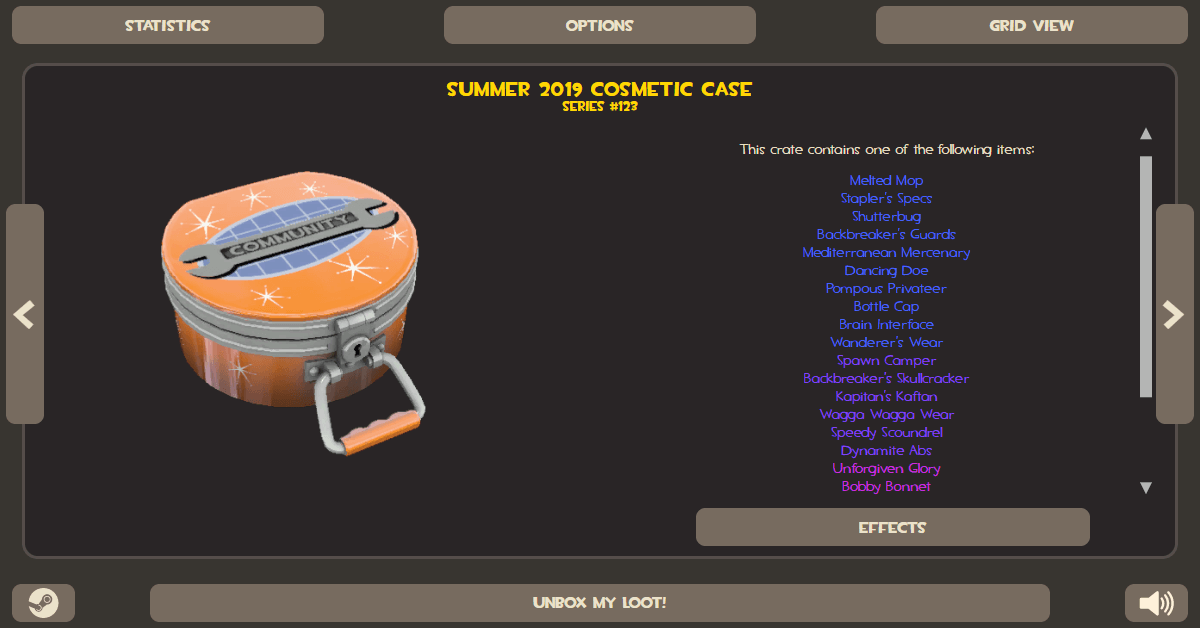 STATISTICS
OPTIONS
GRID VIEW
SUMMER 2019 COSMETIC CASE
SERIES #123
COMMUNITY
This crate contains one of the following items:
Melted Mop
Stapler's Specs
Shutterbug
Backbreaker's Guards
Mediterranean Mercenary
Dancing Doe
Pompous Privateer
Bottle Cap
Brain Interface
Wanderer's Wear
Spawn Camper
Backbreaker's Skullcracker
Kapitan's Kaftan
Wagga Wagga Wear
Speedy Scoundrel
Dynamite Abs
Unforgiven Glory
Bobby Bonnet
EFFECTS
UNBOX MY LOOT!